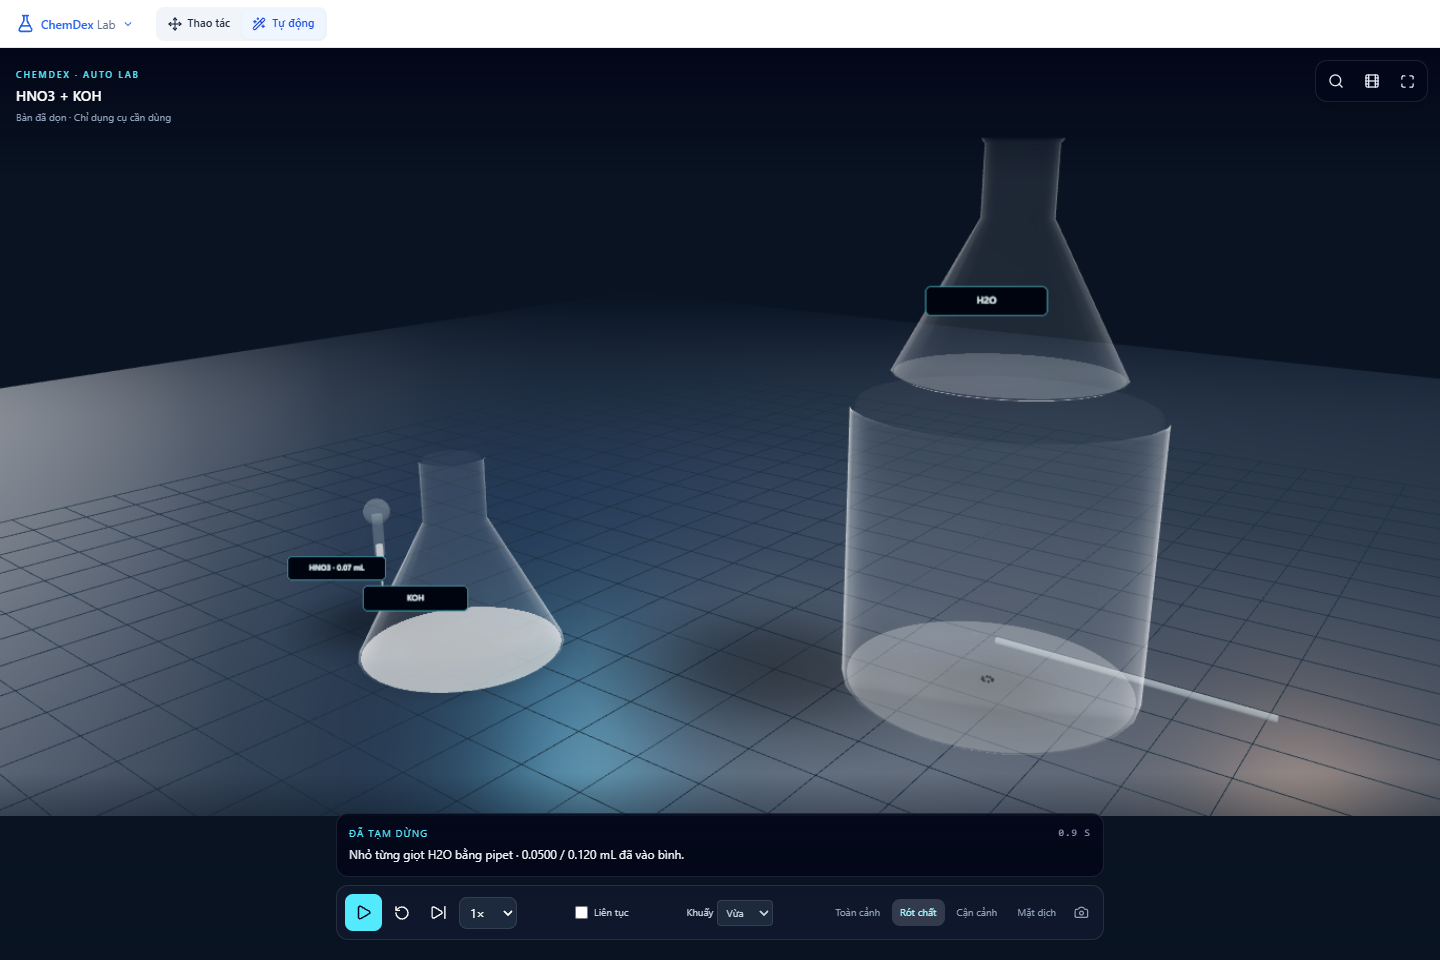 ChemDex Lab
Thao tác
Tự động
CHEMDEX · AUTO LAB
HNO3 + KOH
Bàn đã dọn · Chỉ dụng cụ cần dùng
H2O
HNO3 · 0.07 mL
KOH
ĐÃ TẠM DỪNG
0.9 S
Nhỏ từng giọt H2O bằng pipet · 0.0500 / 0.120 mL đã vào bình.
1×
Liên tục
Khuấy
Vừa
Toàn cảnh
Rót chất
Cận cảnh
Mặt dịch